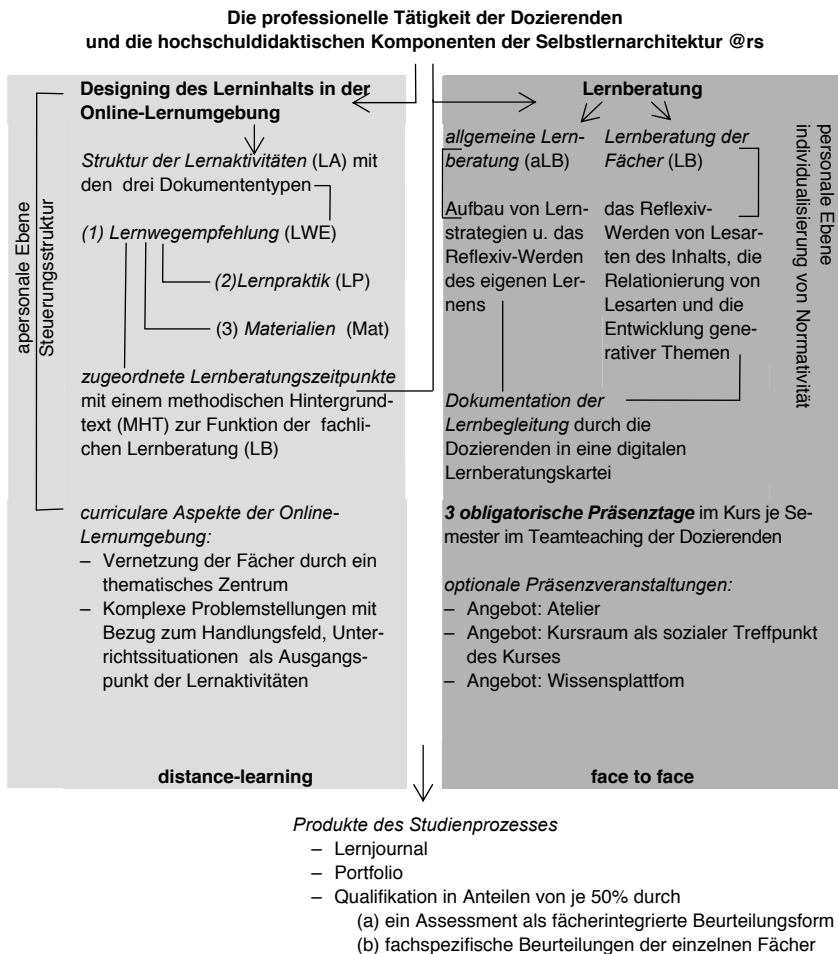 Die professionelle Tätigkeit der Dozierenden
und die hochschuldidaktischen Komponenten der Selbstlernarchitektur @rs
Designing des Lerninhalts in der
Online-Lernumgebung
Struktur der Lernaktivitäten (LA) mit
den drei Dokumententypen
(1) Lernwegempfehlung (LWE)
(2)Lernpraktik (LP)
(3) Materialien (Mat)
zugeordnete Lernberatungszeitpunkte
mit einem methodischen Hintergrund-
text (MHT) zur Funktion der fachli-
chen Lernberatung (LB)
curriculare Aspekte der Online-
Lernumgebung:
– Vernetzung der Fächer durch ein
thematisches Zentrum
– Komplexe Problemstellungen mit
Bezug zum Handlungsfeld, Unter-
richtssituationen als Ausgangs-
punkt der Lernaktivitäten
distance-learning
apersonale Ebene
Steuerungsstruktur
Lernberatung
allgemeine Lern-
beratung (aLB)
Aufbau von Lern-
strategien u. das
Reflexiv-Werden
des eigenen Ler-
nens
Lernberatung der
Fächer (LB)
das Reflexiv-
Werden von Lesar-
ten des Inhalts, die
Relationierung von
Lesarten und die
Entwicklung gene-
rativer Themen
Dokumentation der
Lernbegleitung durch die
Dozierenden in eine digitalen
Lernberatungskartei
3 obligatorische Präsenztage im Kurs je Se-
mester im Teamteaching der Dozierenden
optionale Präsenzveranstaltungen:
– Angebot: Atelier
– Angebot: Kursraum als sozialer Treffpunkt
des Kurses
– Angebot: Wissensplattfom
face to face
personale Ebene
individualisierung von Normativität
Produkte des Studienprozesses
– Lernjournal
– Portfolio
– Qualifikation in Anteilen von je 50% durch
(a) ein Assessment als fächerintegrierte Beurteilungsform
(b) fachspezifische Beurteilungen der einzelnen Fächer